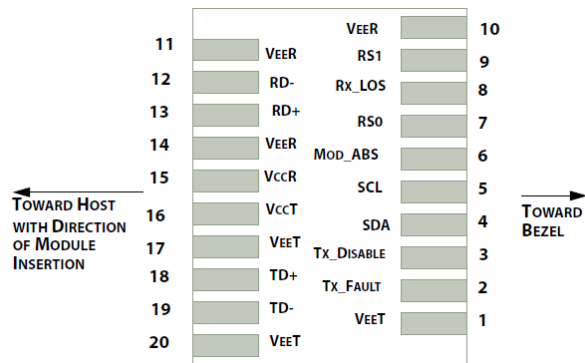 VEER 10
11 VEER
RS1 9
12 RD-
RX_LOS 8
13 RD+
RS0 7
14 VEER
MOD_ABS 6
15 VCCR
SCL 5
TOWARD HOST
WITH DIRECTION
OF MODULE
INSERTION
16 VCCT
SDA 4
TOWARD
BEZEL
17 VEET
TX_DISABLE 3
18 TD+
TX_FAULT 2
19 TD-
VEET 1
20 VEET